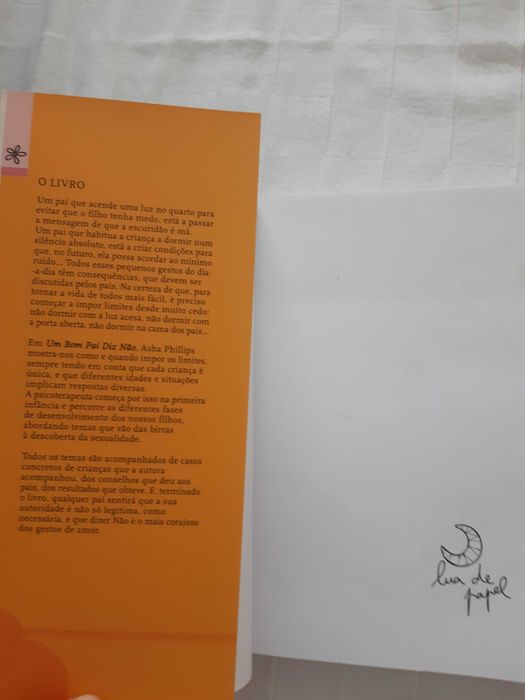 O LIVRO
Um pai que acende uma luz no quarto para
evitar que o filho tenha medo, está a passar
a mensagem de que a escuridão é má.
Um pai que habitua a criança a dormir num
silêncio absoluto, está a criar condições para
que, no futuro, ela possa acordar ao mínimo
ruído... Todos esses pequenos gestos do dia-
-a-dia têm consequências, que devem ser
discutidas pelos pais. Na certeza de que, para
tornar a vida de todos mais fácil, é preciso
começar a impor limites desde muito cedo:
não dormir com a luz acesa, não dormir com
a porta aberta, não dormir na cama dos pais...
Em Um Bom Pai Diz Não, Asha Phillips
mostra-nos como e quando impor os limites,
sempre tendo em conta que cada criança é
única, e que diferentes idades e situações
implicam respostas diversas.
A psicoterapeuta começa por isso na primeira
infância e percorre as diferentes fases
de desenvolvimento dos nossos filhos,
abordando temas que vão das birras
à descoberta da sexualidade.
Todos os temas são acompanhados de casos
concretos de crianças que a autora
acompanhou, dos conselhos que deu aos
pais, dos resultados que obteve. E, terminado
o livro, qualquer pai sentirá que a sua
autoridade é não só legítima, como
necessária, e que dizer Não é o mais corajoso
dos gestos de amor.
lua de
papel